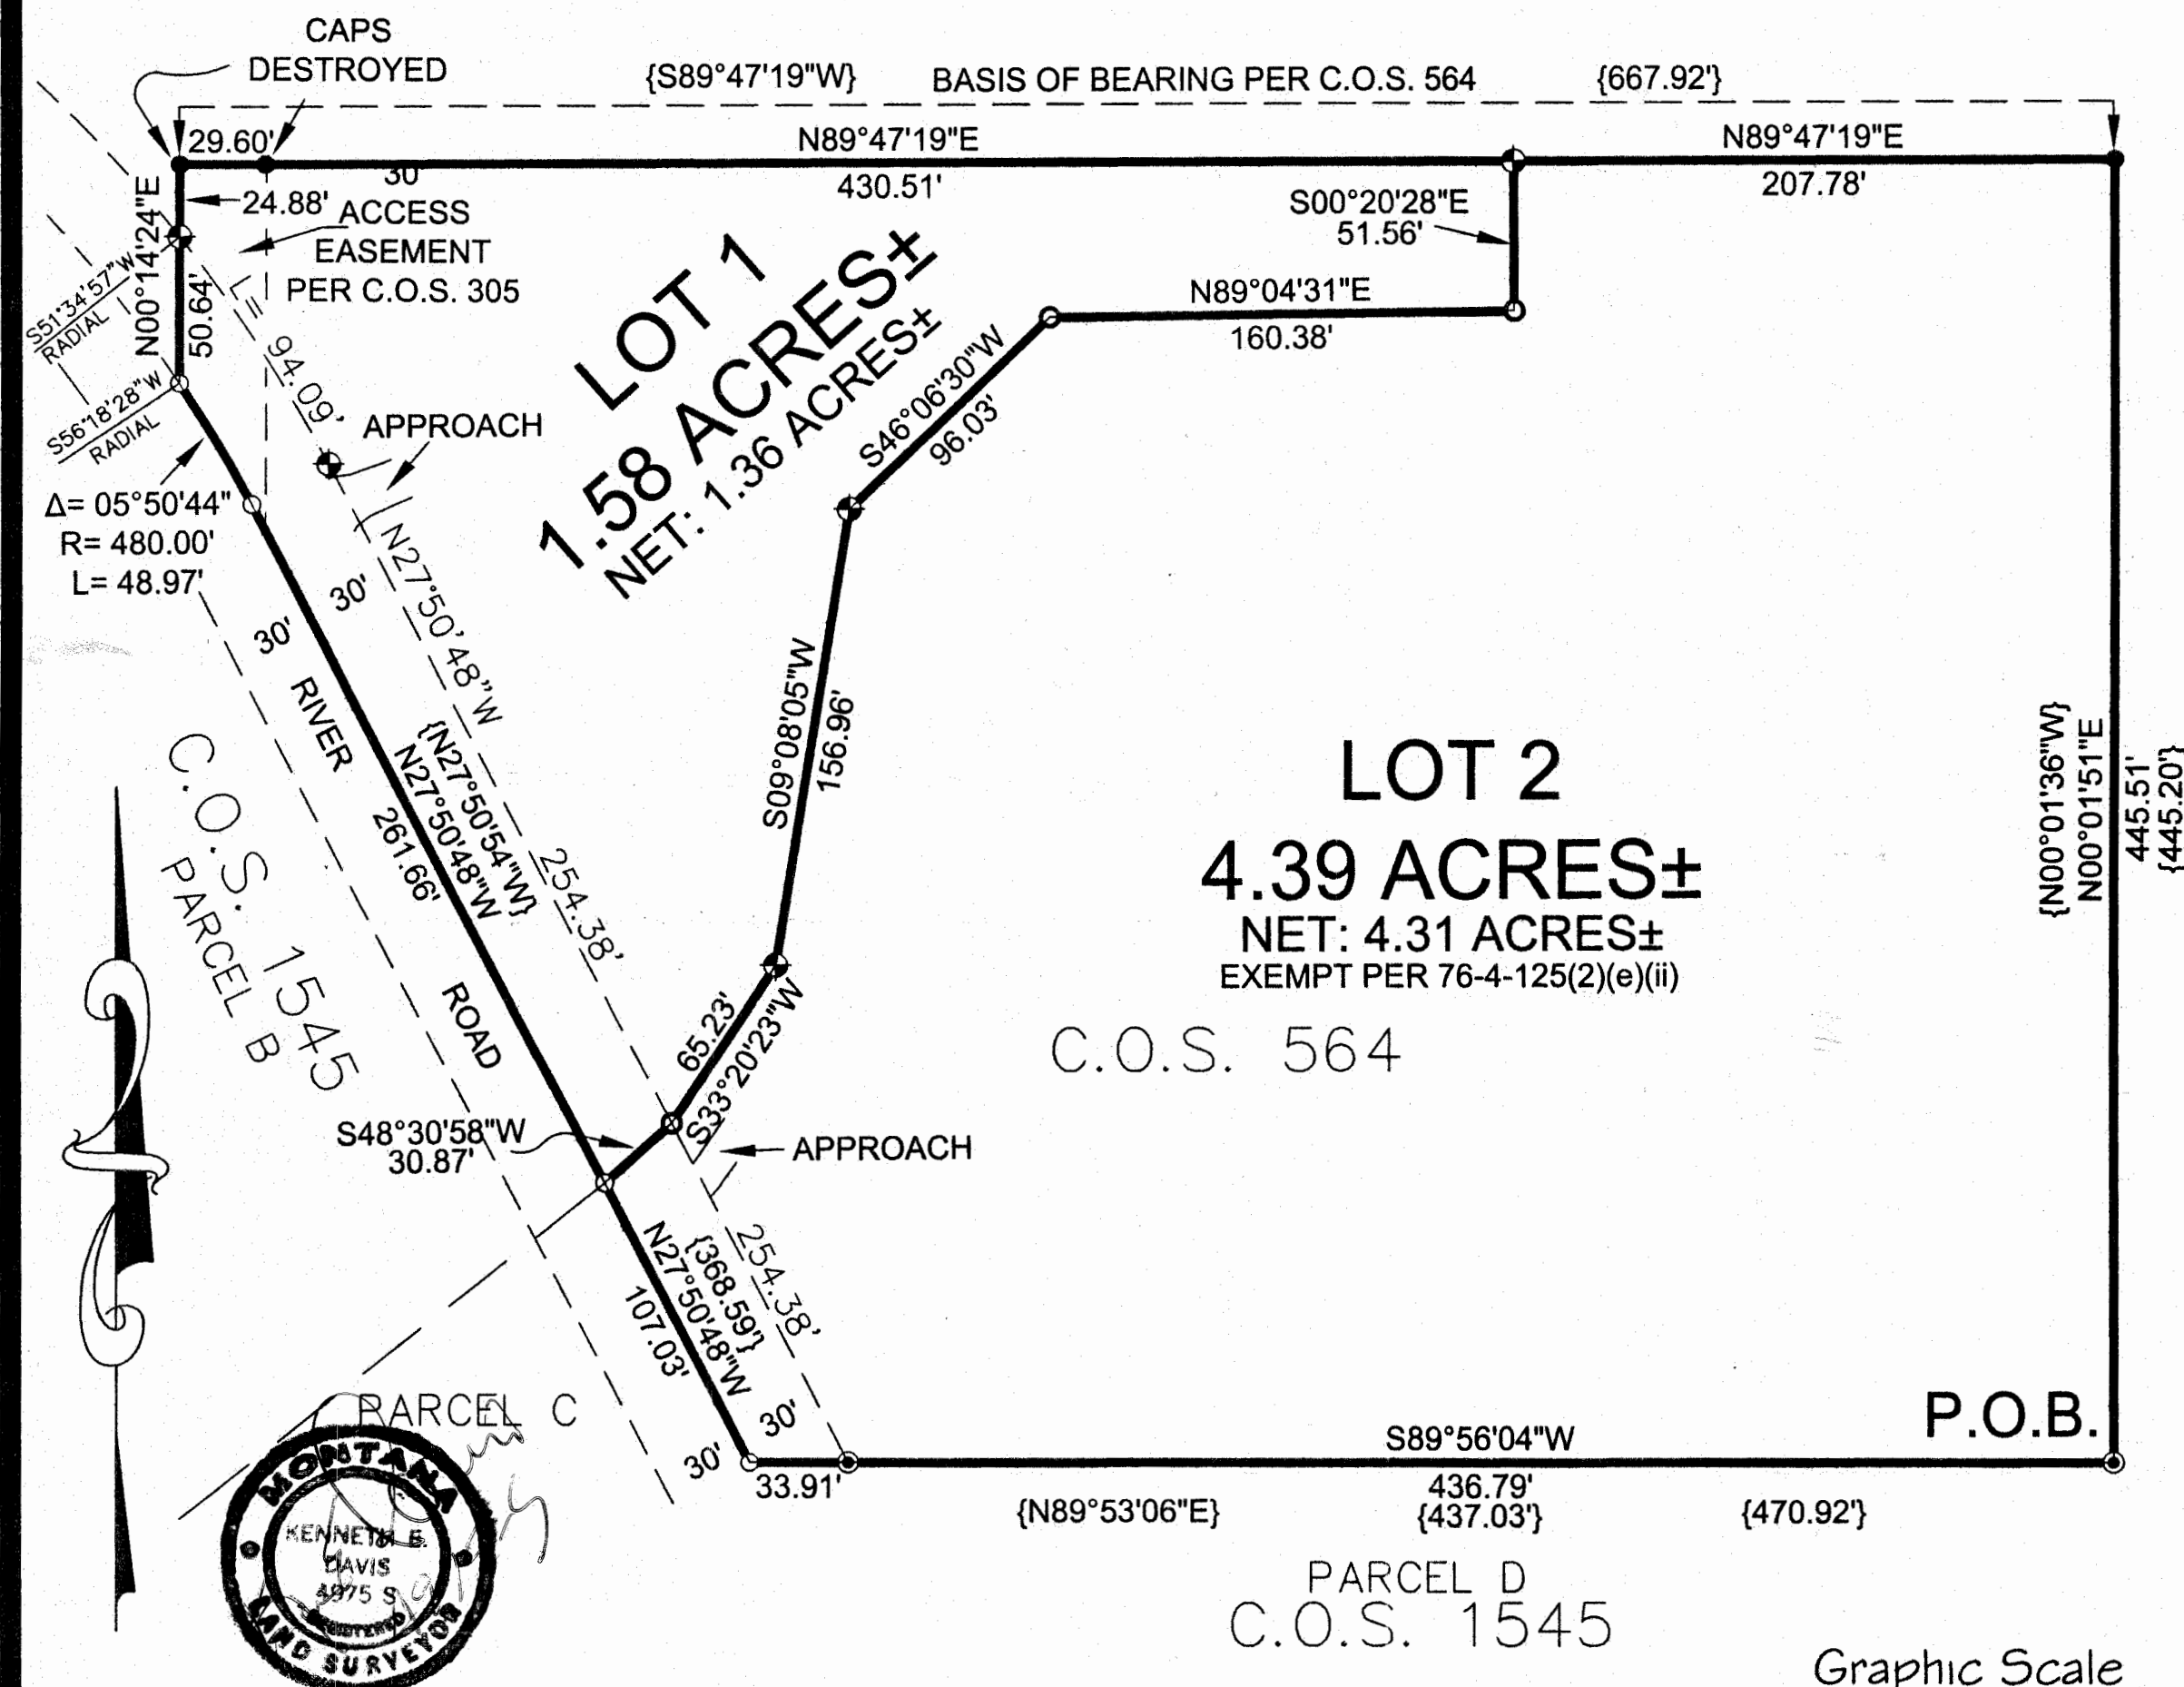 CAPS
DESTROYED
{S89°47'19"W} BASIS OF BEARING PER C.O.S. 564 {667.92'}
29.60'
N89°47'19"E
N89°47'19"E
30'
430.51'
207.78'
N00°14'24"E
24.88'
50.64'
ACCESS
EASEMENT
PER C.O.S. 305
S00°20'28"E
51.56'
S51°34'57"W
RADIAL
L=
94.09'
N89°04'31"E
160.38'
LOT 1
1.58 ACRES±
NET: 1.36 ACRES±
S46°06'30"W
96.03'
S56°18'28"W
RADIAL
APPROACH
Δ= 05°50'44"
R= 480.00'
L= 48.97'
30'
30'
N27°50'48"W
RIVER
ROAD
{N27°50'54"W}
N27°50'48"W
261.66'
254.38'
S09°08'05"W
156.96'
C.O.S. 1545
PARCEL B
LOT 2
4.39 ACRES±
NET: 4.31 ACRES±
EXEMPT PER 76-4-125(2)(e)(ii)
C.O.S. 564
{N00°01'36"W}
N00°01'51"E
445.51'
{445.20'}
65.23'
S33°20'23"W
S48°30'58"W
30.87'
APPROACH
254.38'
{368.59'}
N27°50'48"W
107.03'
30'
30'
PARCEL C
P.O.B.
S89°56'04"W
33.91'
436.79'
{N89°53'06"E}
{437.03'}
{470.92'}
MONTANA
KENNETH E.
DAVIS
4975 S
REGISTERED
LAND SURVEYOR
PARCEL D
C.O.S. 1545
Graphic Scale